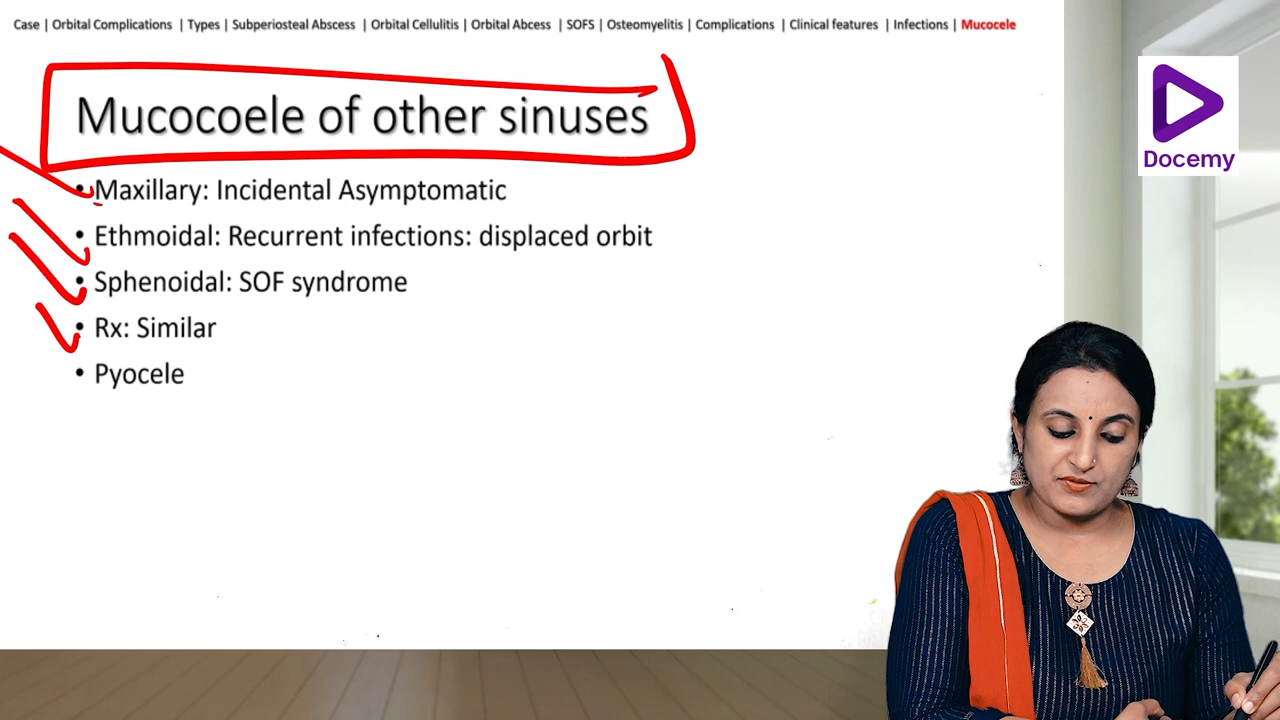 Case | Orbital Complications | Types | Subperiosteal Abscess | Orbital Cellulitis | Orbital Abcess | SOFS | Osteomyelitis | Complications | Clinical features | Infections | Mucocele
Mucocoele of other sinuses
• Maxillary: Incidental Asymptomatic
• Ethmoidal: Recurrent infections: displaced orbit
• Sphenoidal: SOF syndrome
• Rx: Similar
• Pyocele
Docemy